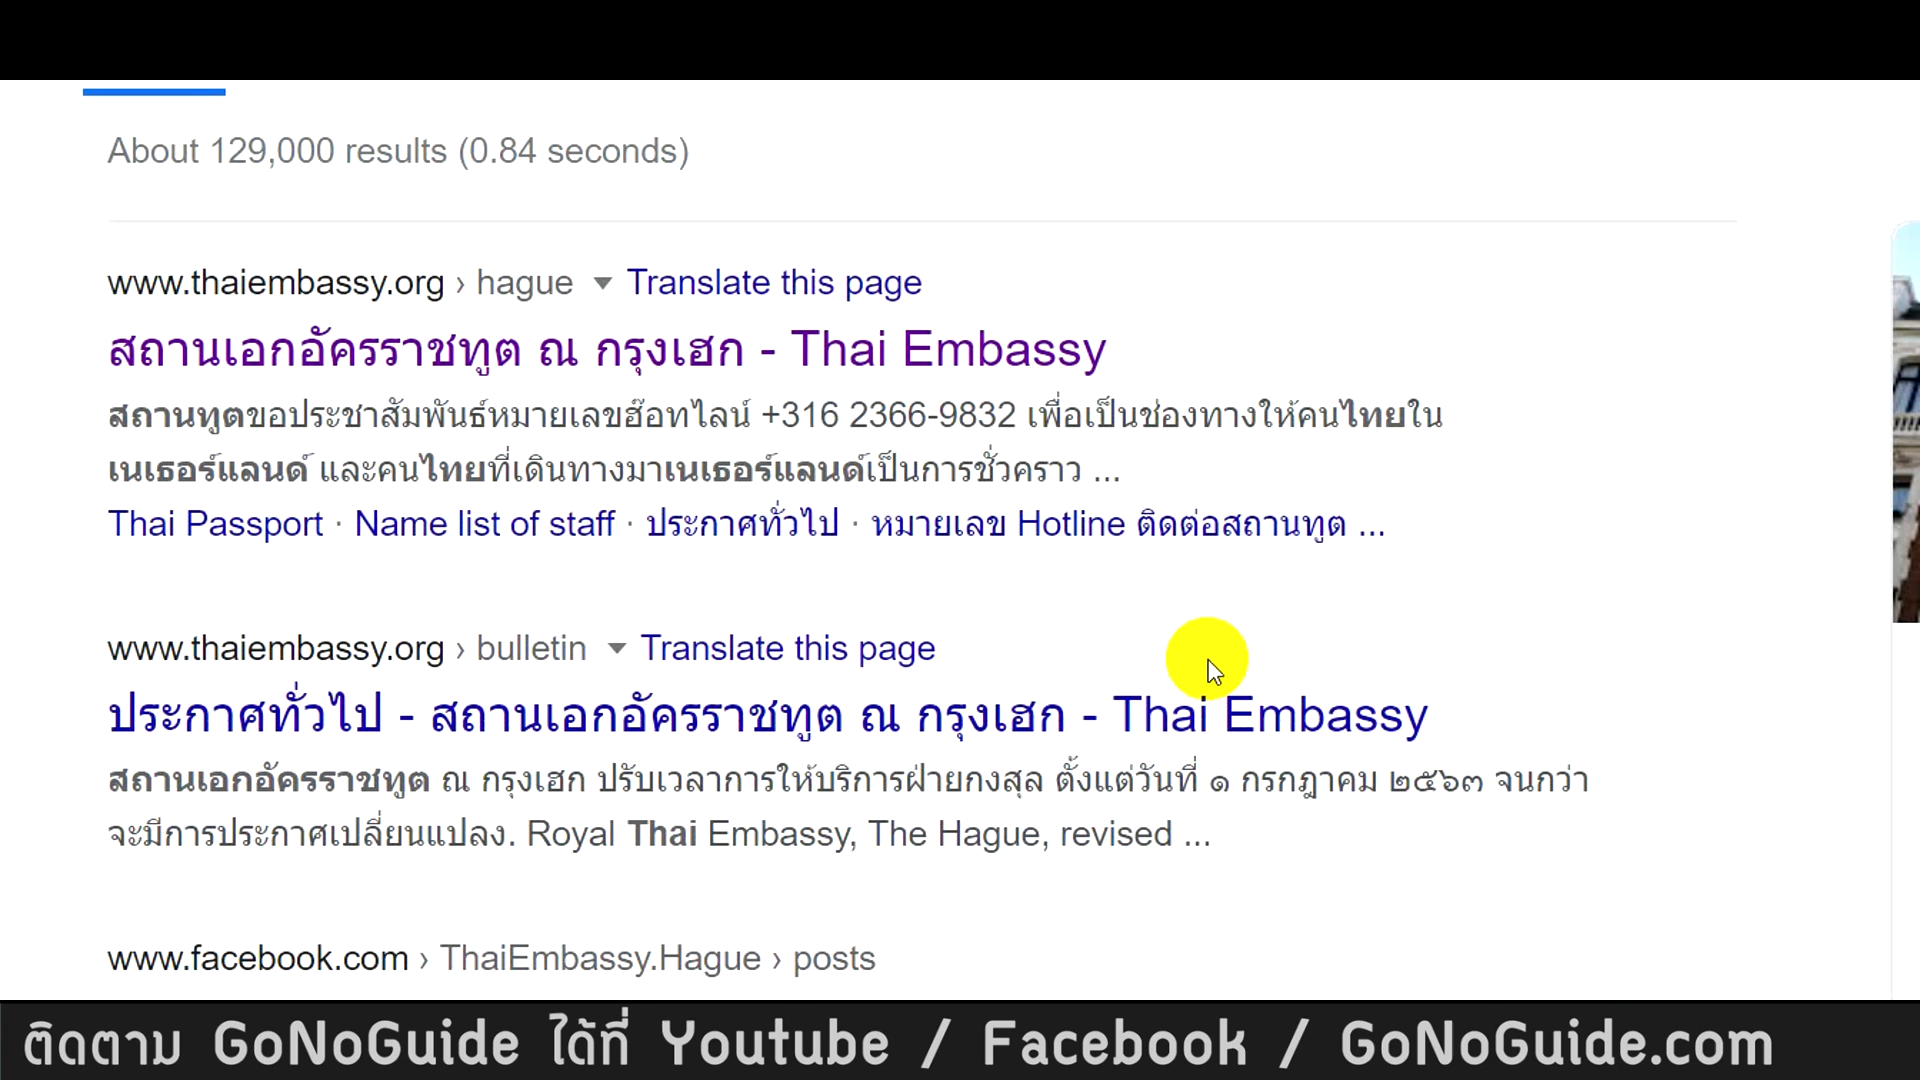 About 129,000 results (0.84 seconds)
www.thaiembassy.org › hague ▼ Translate this page
สถานเอกอัครราชทูต ณ กรุงเฮก - Thai Embassy
สถานทูตขอประชาสัมพันธ์หมายเลขฮ๊อทไลน์ +316 2366-9832 เพื่อเป็นช่องทางให้คนไทยใน
เนเธอร์แลนด์ และคนไทยที่เดินทางมาเนเธอร์แลนด์เป็นการชั่วคราว ...
Thai Passport · Name list of staff · ประกาศทั่วไป · หมายเลข Hotline ติดต่อสถานทูต ...
www.thaiembassy.org › bulletin ▼ Translate this page
ประกาศทั่วไป - สถานเอกอัครราชทูต ณ กรุงเฮก - Thai Embassy
สถานเอกอัครราชทูต ณ กรุงเฮก ปรับเวลาการให้บริการฝ่ายกงสุล ตั้งแต่วันที่ ๑ กรกฎาคม ๒๕๖๓ จนกว่า
จะมีการประกาศเปลี่ยนแปลง. Royal Thai Embassy, The Hague, revised ...
www.facebook.com › ThaiEmbassy.Hague › posts
ติดตาม GoNoGuide ได้ที่ Youtube / Facebook / GoNoGuide.com